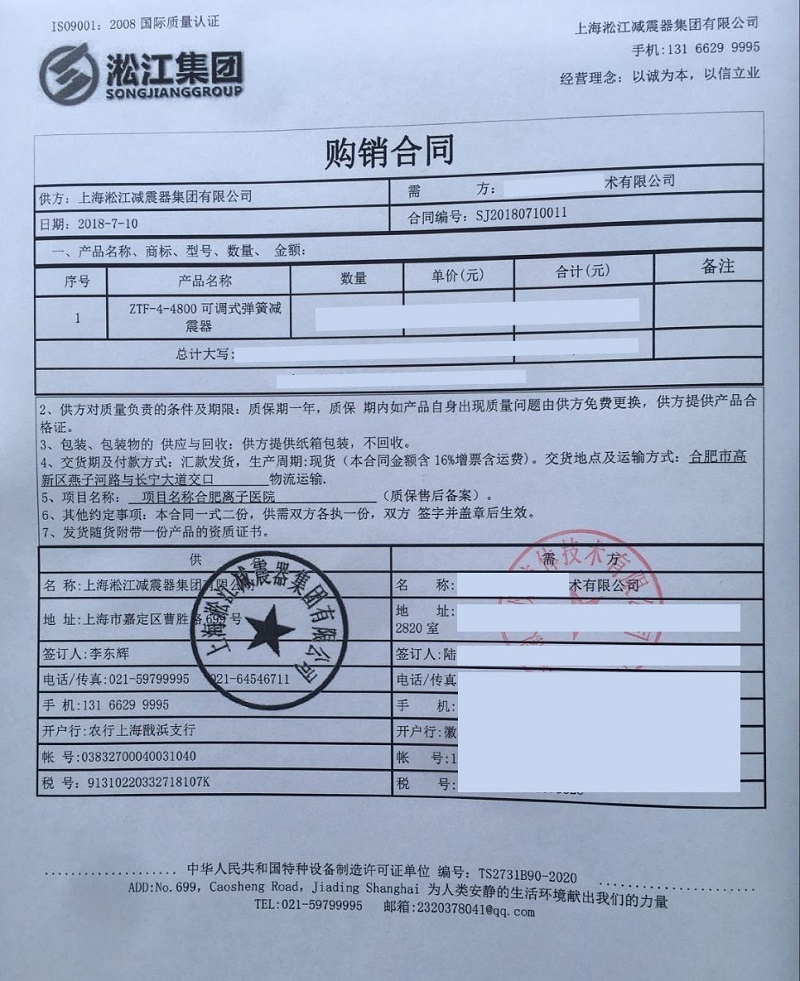 ISO9001: 2008 国际质量认证
上海淞江减震器集团有限公司
手机:131 6629 9995
经营理念: 以诚为本, 以信立业
淞江集团
SONGJIANGGROUP
购销合同
供方: 上海淞江减震器集团有限公司
需 方: 术有限公司
日期: 2018-7-10
合同编号: SJ20180710011
一、产品名称、商标、型号、数量、 金额:
序号 产品名称 数量 单价(元) 合计(元) 备注
1 ZTF-4-4800 可调式弹簧减
震器
总计大写:
2、供方对质量负责的条件及期限: 质保期一年, 质保 期内如产品自身出现质量问题由供方免费更换, 供方提供产品合
格证。
3、包装、包装物的 供应与回收: 供方提供纸箱包装, 不回收。
4、交货期及付款方式: 汇款发货, 生产周期:现货 (本合同金额含 16%增票含运费)。交货地点及运输方式: 合肥市高
新区燕子河路与长宁大道交口 物流运输.
5、项目名称: 项目名称合肥离子医院 (质保售后备案)。
6、其他约定事项: 本合同一式二份, 供需双方各执一份, 双方 签字并盖章后生效。
7、发货随货附带一份产品的资质证书。
供
需 方
名 称:上海淞江减震器集团有限公
名 称: 术有限公司
地 址:上海市嘉定区曹胜路699号
地 址:
2820 室
签订人:李东辉
签订人:陆
电话/传真:021-59799995 021-64546711
电话/传真
手 机:131 6629 9995
手 机:
开户行:农行上海戬浜支行
开户行:徽
帐 号:03832700040031040
帐 号:1
税 号: 91310220332718107K
税 号:
上海淞江减震器集团有限公司
技术有限公司
中华人民共和国特种设备制造许可证单位 编号: TS2731B90-2020
ADD:No.699, Caosheng Road, Jiading Shanghai 为人类安静的生活环境献出我们的力量
TEL:021-59799995 邮箱:2320378041@qq.com